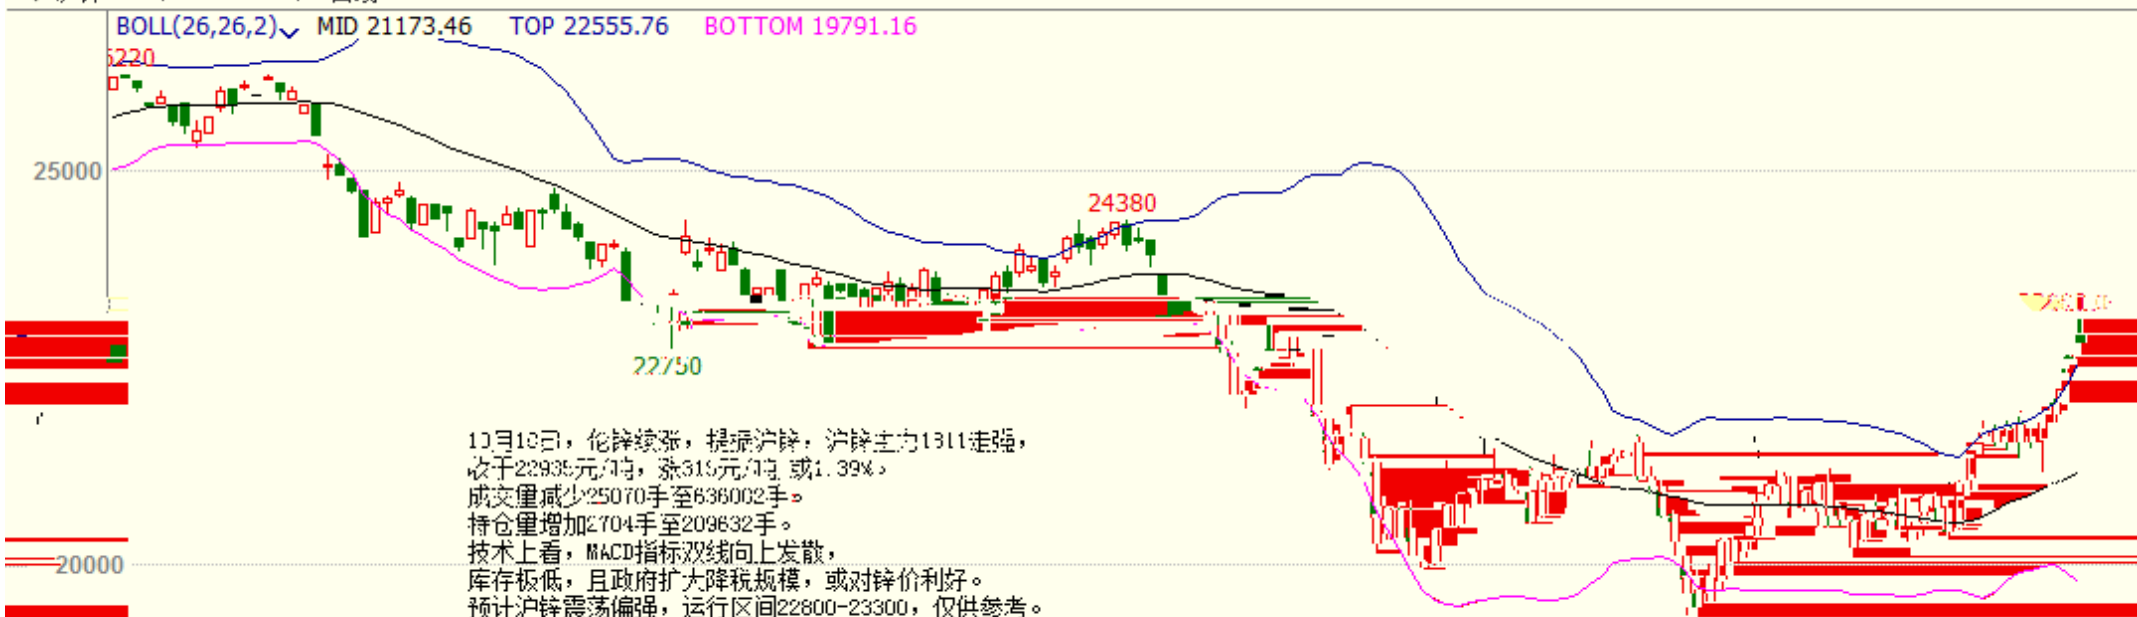 BOLL(26,26,2) MID 21173.46 TOP 22555.76 BOTTOM 19791.16
5220
25000
24380
22750
10月10日，伦锌续涨，提振沪锌，沪锌主力1811走强，
收于22935元/吨，涨315元/吨 或1.39%。
成交量减少25070手至636002手。
持仓量增加2704手至209632手。
技术上看，MACD指标双线向上发散，
20000
库存极低，且政府扩大降税规模，或对锌价利好。
预计沪锌震荡偏强，运行区间22800-23300，仅供参考。